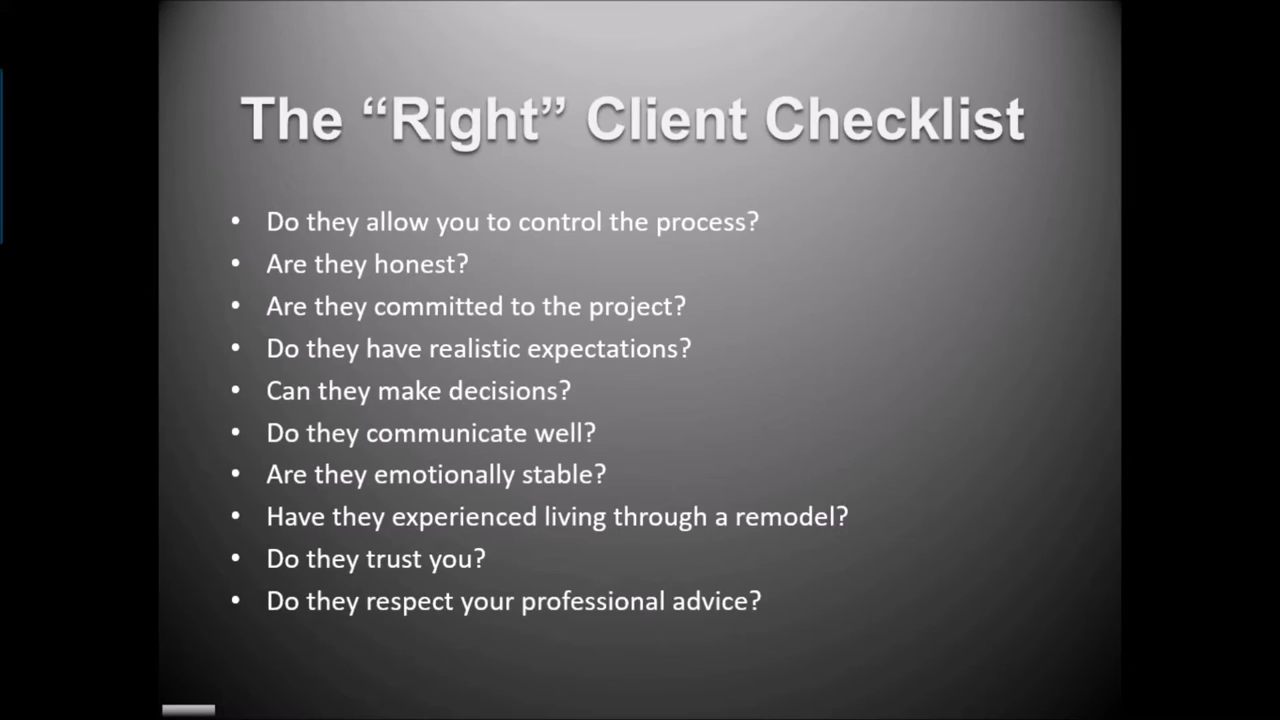 The “Right” Client Checklist
• Do they allow you to control the process?
• Are they honest?
• Are they committed to the project?
• Do they have realistic expectations?
• Can they make decisions?
• Do they communicate well?
• Are they emotionally stable?
• Have they experienced living through a remodel?
• Do they trust you?
• Do they respect your professional advice?